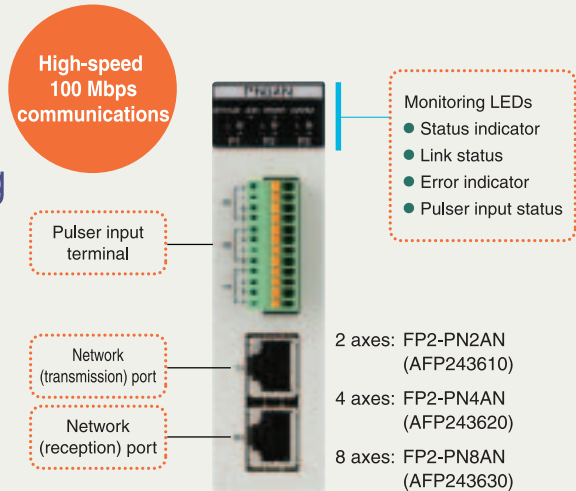 High-speed
100 Mbps
communications
g
PN4AN
Monitoring LEDs
● Status indicator
● Link status
● Error indicator
● Pulser input status
Pulser input
terminal
Network
(transmission) port
Network
(reception) port
2 axes: FP2-PN2AN
(AFP243610)
4 axes: FP2-PN4AN
(AFP243620)
8 axes: FP2-PN8AN
(AFP243630)